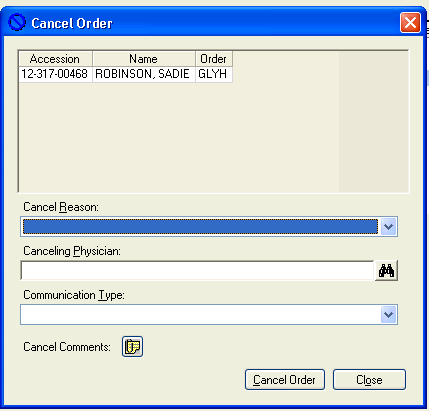 Cancel Order
Accession Name Order
12-317-00468 ROBINSON, SADIE GLYH
Cancel Reason:
Canceling Physician:
Communication Type:
Cancel Comments:
Cancel Order Close